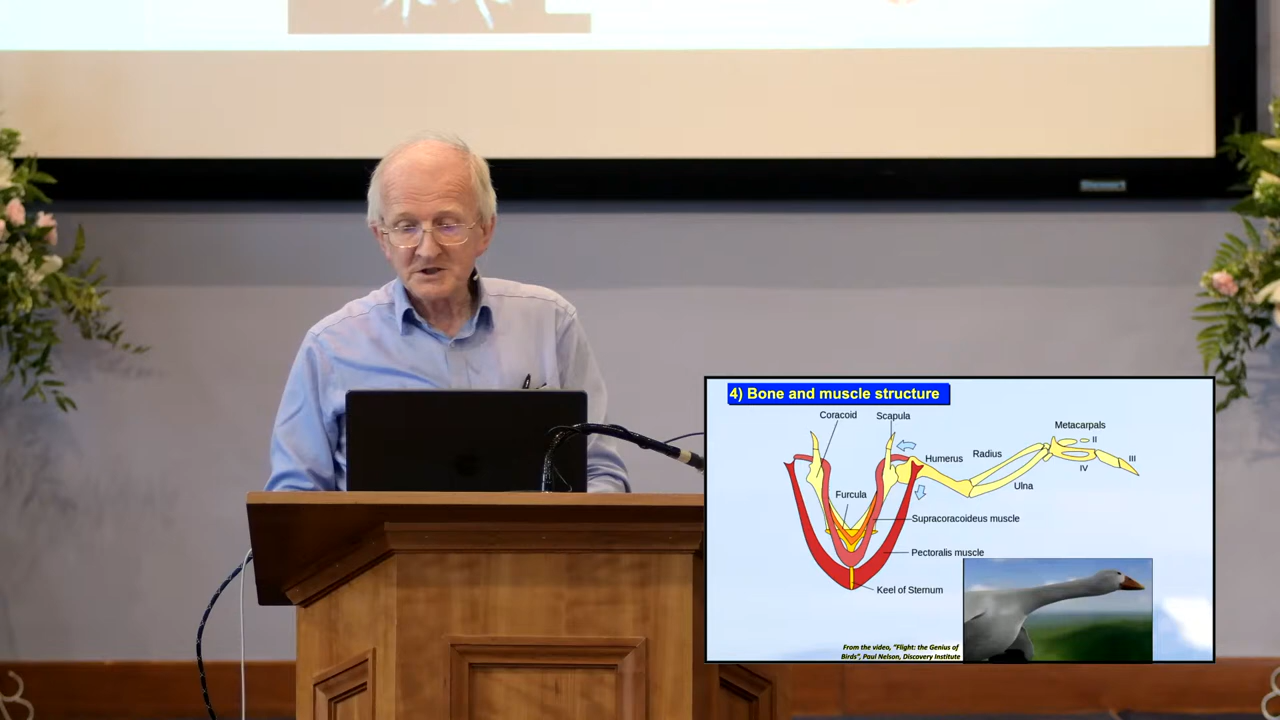 4) Bone and muscle structure
Coracoid
Scapula
Metacarpals
II
Humerus
Radius
III
IV
Ulna
Furcula
Supracoracoideus muscle
Pectoralis muscle
Keel of Sternum
From the video, "Flight: the Genius of
Birds", Paul Nelson, Discovery Institute